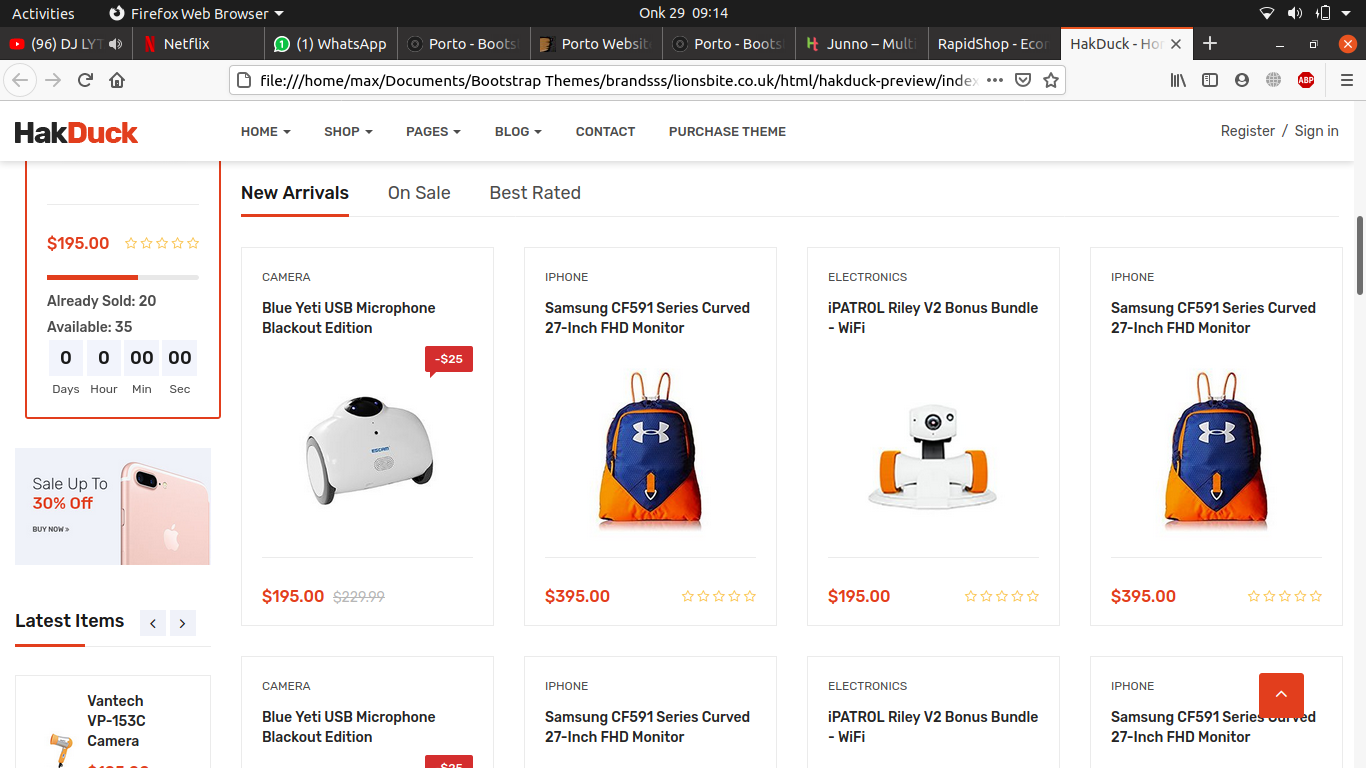 Activities
Firefox Web Browser
Onk 29 09:14
(96) DJ LYT
Netflix
(1) WhatsApp
Porto - Boots
Porto Website
Porto - Boots
Junno – Multi
RapidShop - Ecor
HakDuck - Hor
file:///home/max/Documents/Bootstrap Themes/brandsss/lionsbite.co.uk/html/hakduck-preview/index
ABP
HakDuck
HOME
SHOP
PAGES
BLOG
CONTACT
PURCHASE THEME
Register / Sign in
$195.00
Already Sold: 20
Available: 35
0 0 00 00
Days Hour Min Sec
Sale Up To
30% Off
BUY NOW »
Latest Items
Vantech
VP-153C
Camera
New Arrivals
On Sale
Best Rated
CAMERA
Blue Yeti USB Microphone
Blackout Edition
-$25
ESCAM
$195.00 $229.99
IPHONE
Samsung CF591 Series Curved
27-Inch FHD Monitor
$395.00
ELECTRONICS
iPATROL Riley V2 Bonus Bundle
- WiFi
$195.00
IPHONE
Samsung CF591 Series Curved
27-Inch FHD Monitor
$395.00
CAMERA
Blue Yeti USB Microphone
Blackout Edition
-$25
IPHONE
Samsung CF591 Series Curved
27-Inch FHD Monitor
ELECTRONICS
iPATROL Riley V2 Bonus Bundle
- WiFi
IPHONE
Samsung CF591 Series Curved
27-Inch FHD Monitor